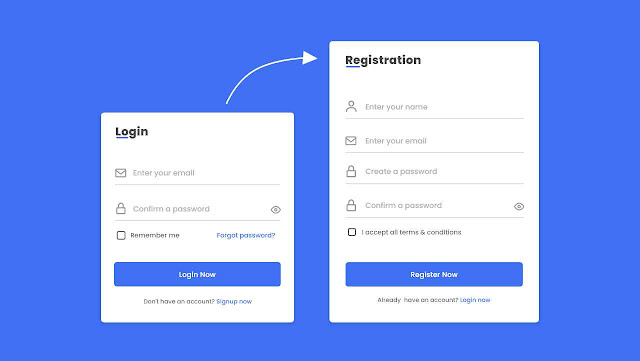 Login
Enter your email
Confirm a password
Remember me
Forgot password?
Login Now
Don't have an account? Signup now
Registration
Enter your name
Enter your email
Create a password
Confirm a password
I accept all terms & conditions
Register Now
Already have an account? Login now